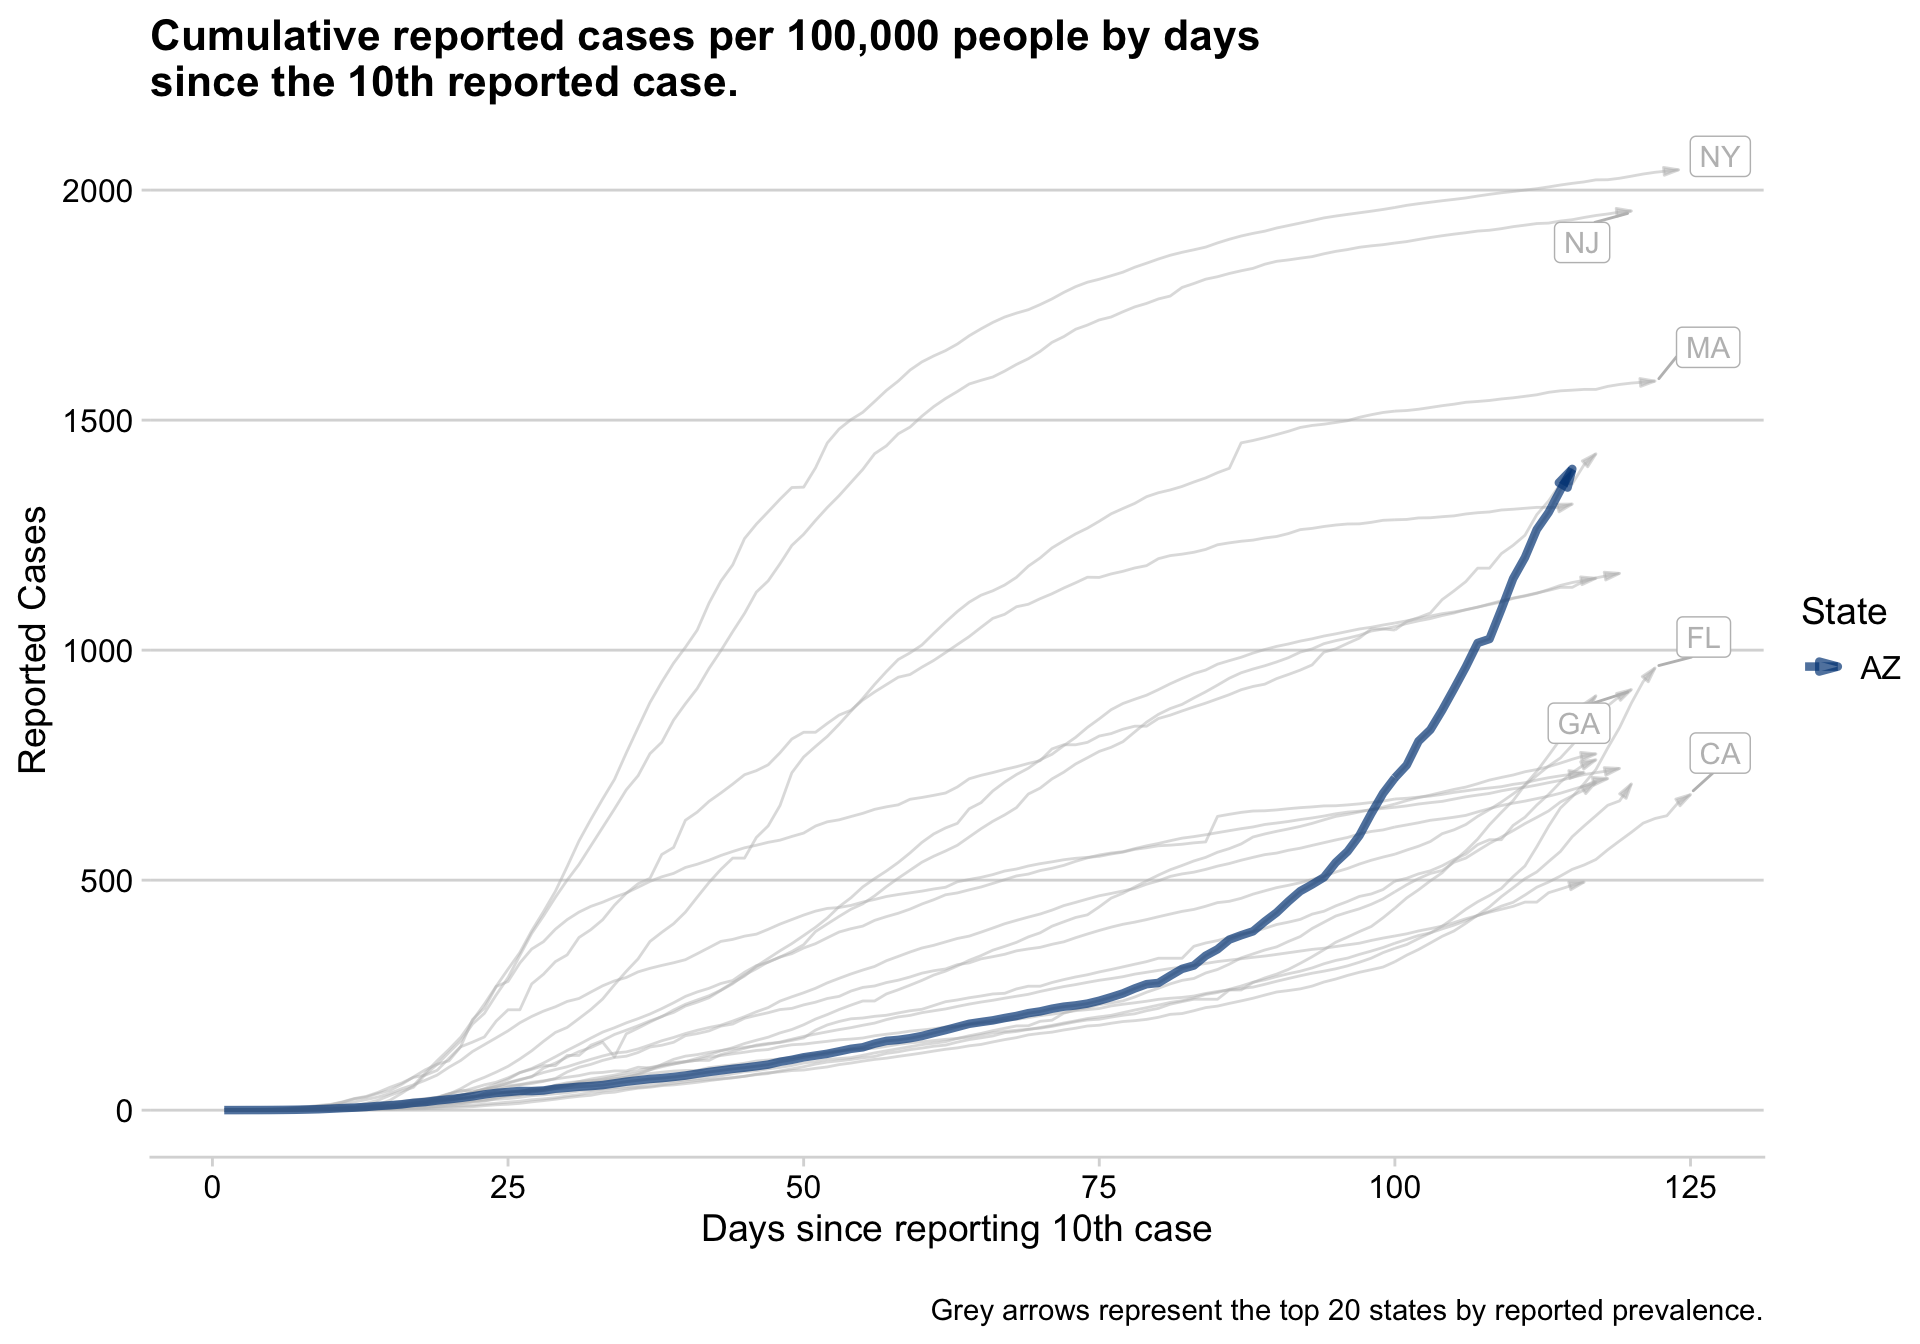 Cumulative reported cases per 100,000 people by days
since the 10th reported case.
NY
2000
NJ
MA
1500
Reported Cases
State
AZ
FL
1000
GA
CA
500
0
0 25 50 75 100 125
Days since reporting 10th case
Grey arrows represent the top 20 states by reported prevalence.